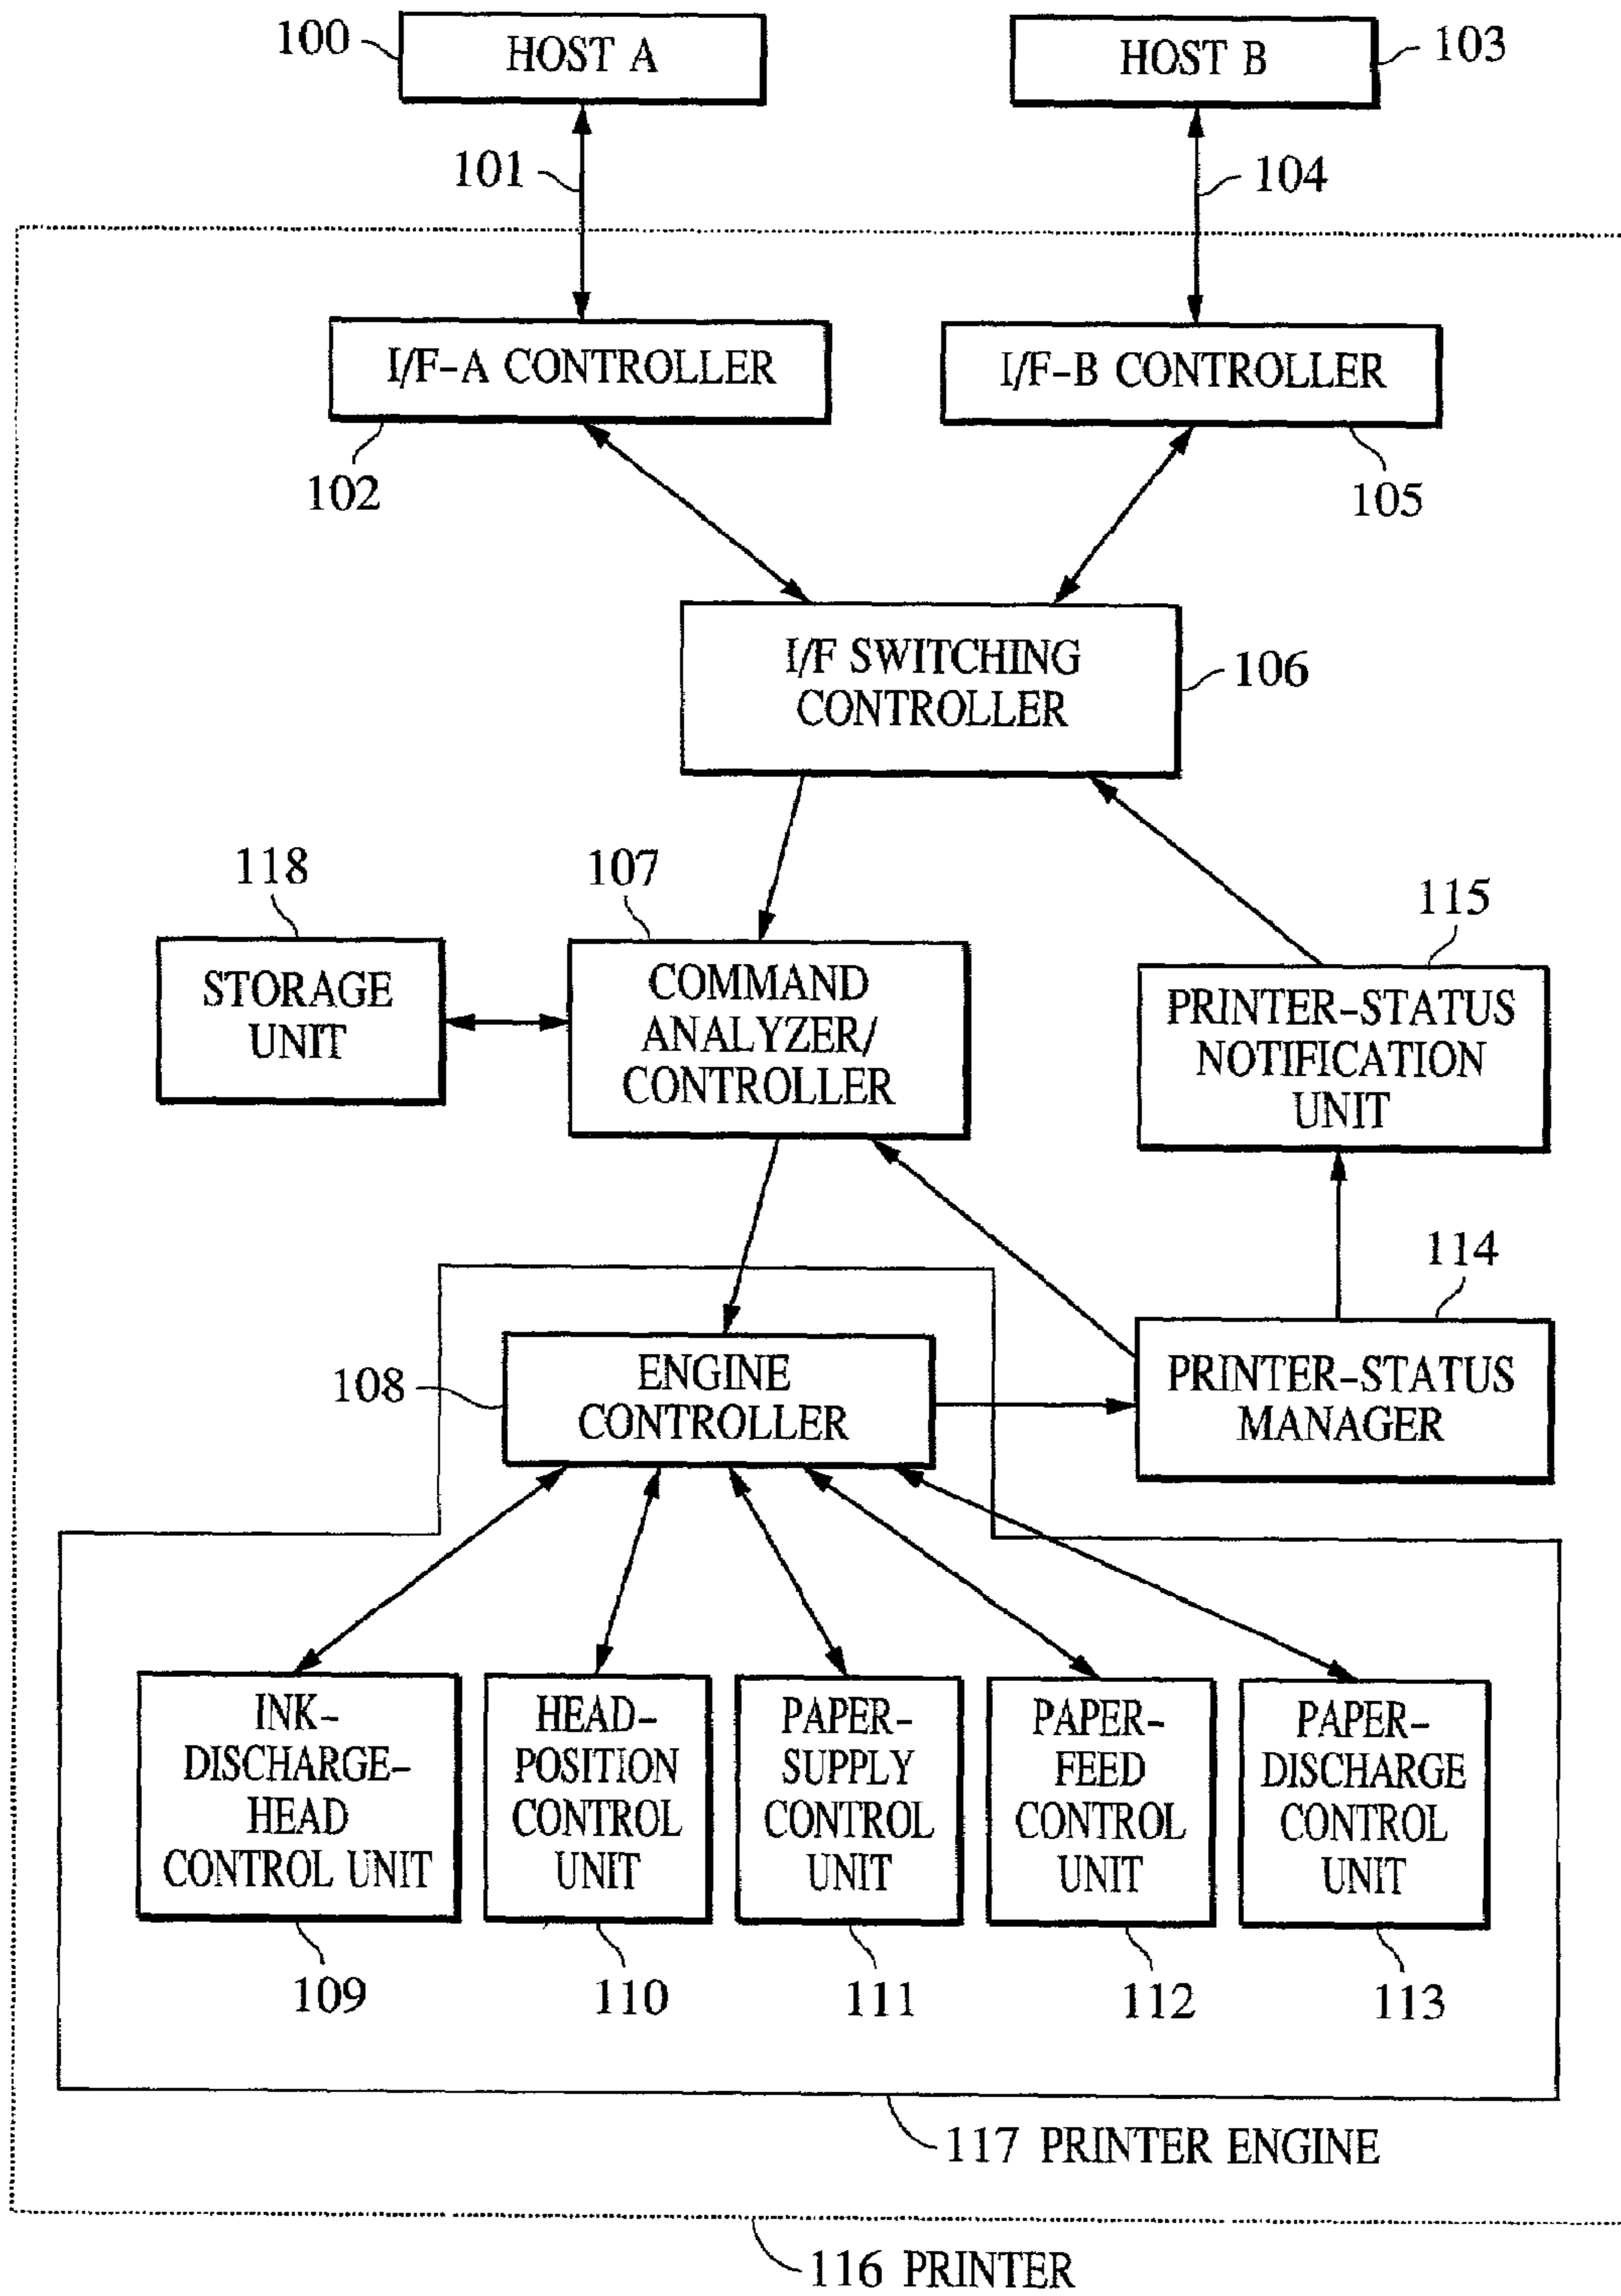 100
HOST A
HOST B
103
101
104
I/F-A CONTROLLER
I/F-B CONTROLLER
102
105
I/F SWITCHING
CONTROLLER
106
118
107
115
STORAGE
UNIT
COMMAND
ANALYZER/
CONTROLLER
PRINTER-STATUS
NOTIFICATION
UNIT
114
108
ENGINE
CONTROLLER
PRINTER-STATUS
MANAGER
INK-
DISCHARGE-
HEAD
CONTROL UNIT
HEAD-
POSITION
CONTROL
UNIT
PAPER-
SUPPLY
CONTROL
UNIT
PAPER-
FEED
CONTROL
UNIT
PAPER-
DISCHARGE
CONTROL
UNIT
109
110
111
112
113
117 PRINTER ENGINE
116 PRINTER